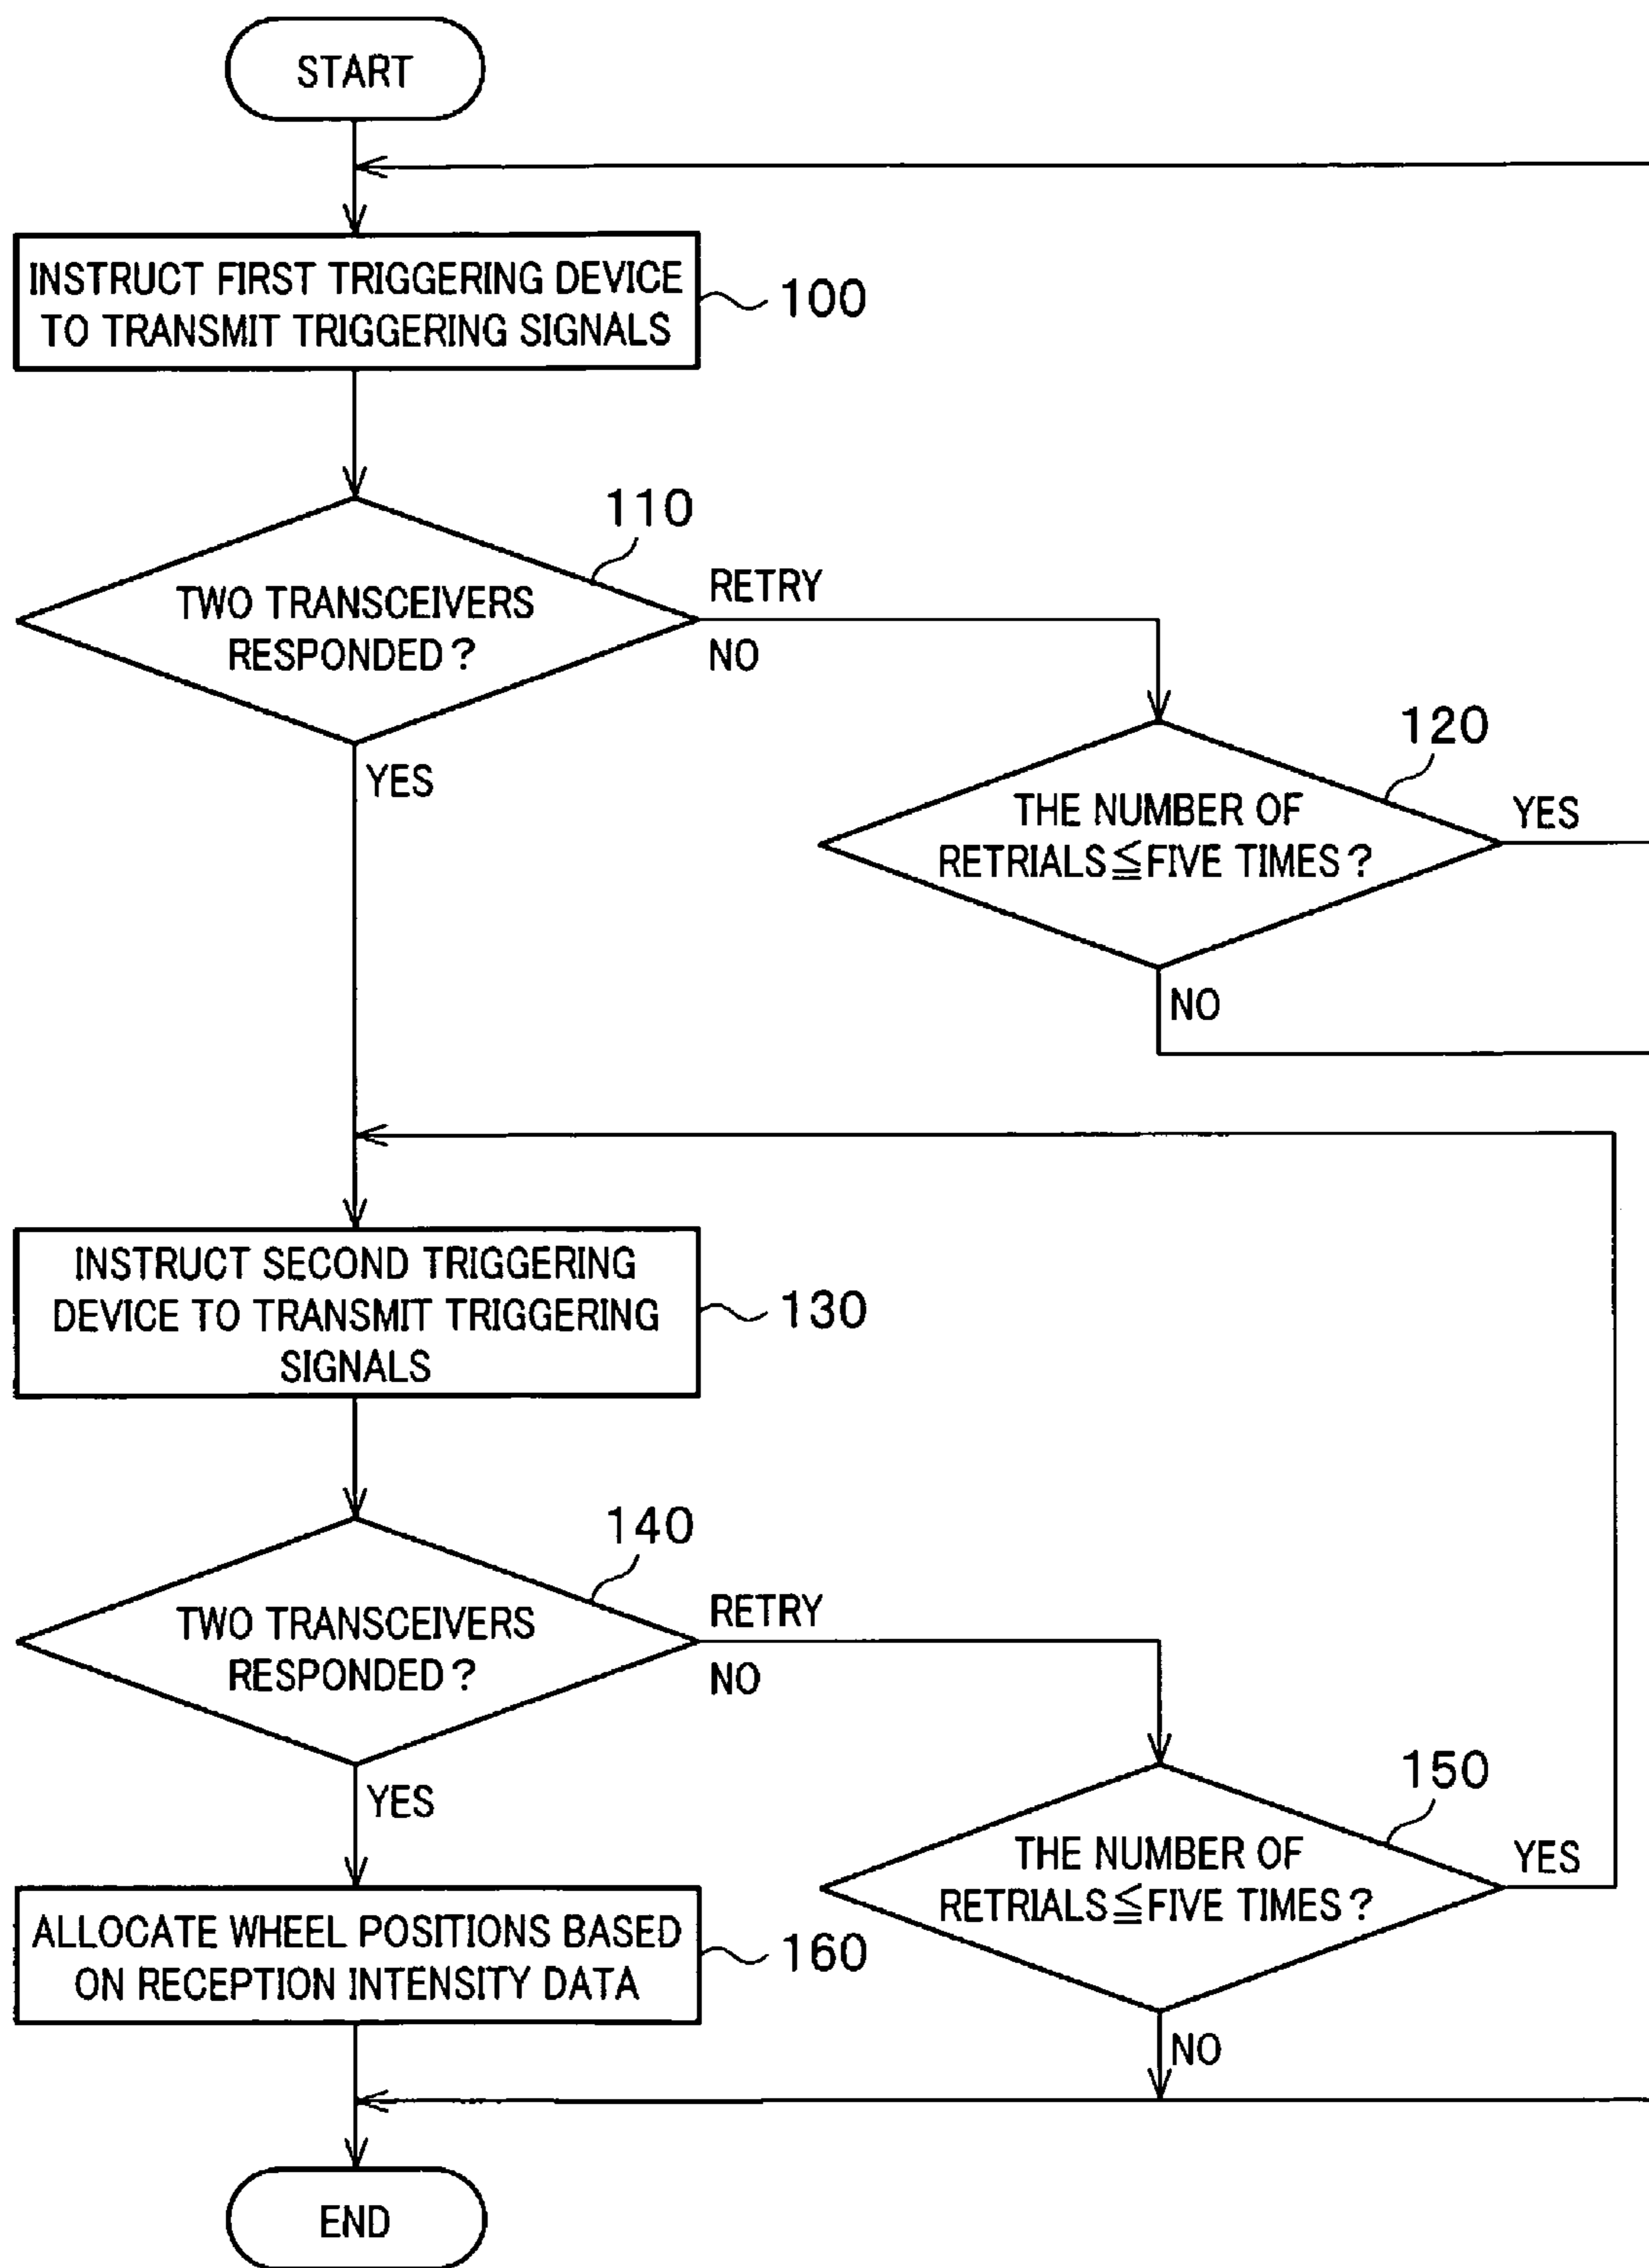 START
INSTRUCT FIRST TRIGGERING DEVICE
TO TRANSMIT TRIGGERING SIGNALS
100
110
TWO TRANSCEIVERS
RESPONDED?
RETRY
NO
YES
120
THE NUMBER OF
RETRIALS≦FIVE TIMES?
YES
NO
INSTRUCT SECOND TRIGGERING
DEVICE TO TRANSMIT TRIGGERING
SIGNALS
130
140
TWO TRANSCEIVERS
RESPONDED?
RETRY
NO
YES
150
THE NUMBER OF
RETRIALS≦FIVE TIMES?
YES
NO
ALLOCATE WHEEL POSITIONS BASED
ON RECEPTION INTENSITY DATA
160
END